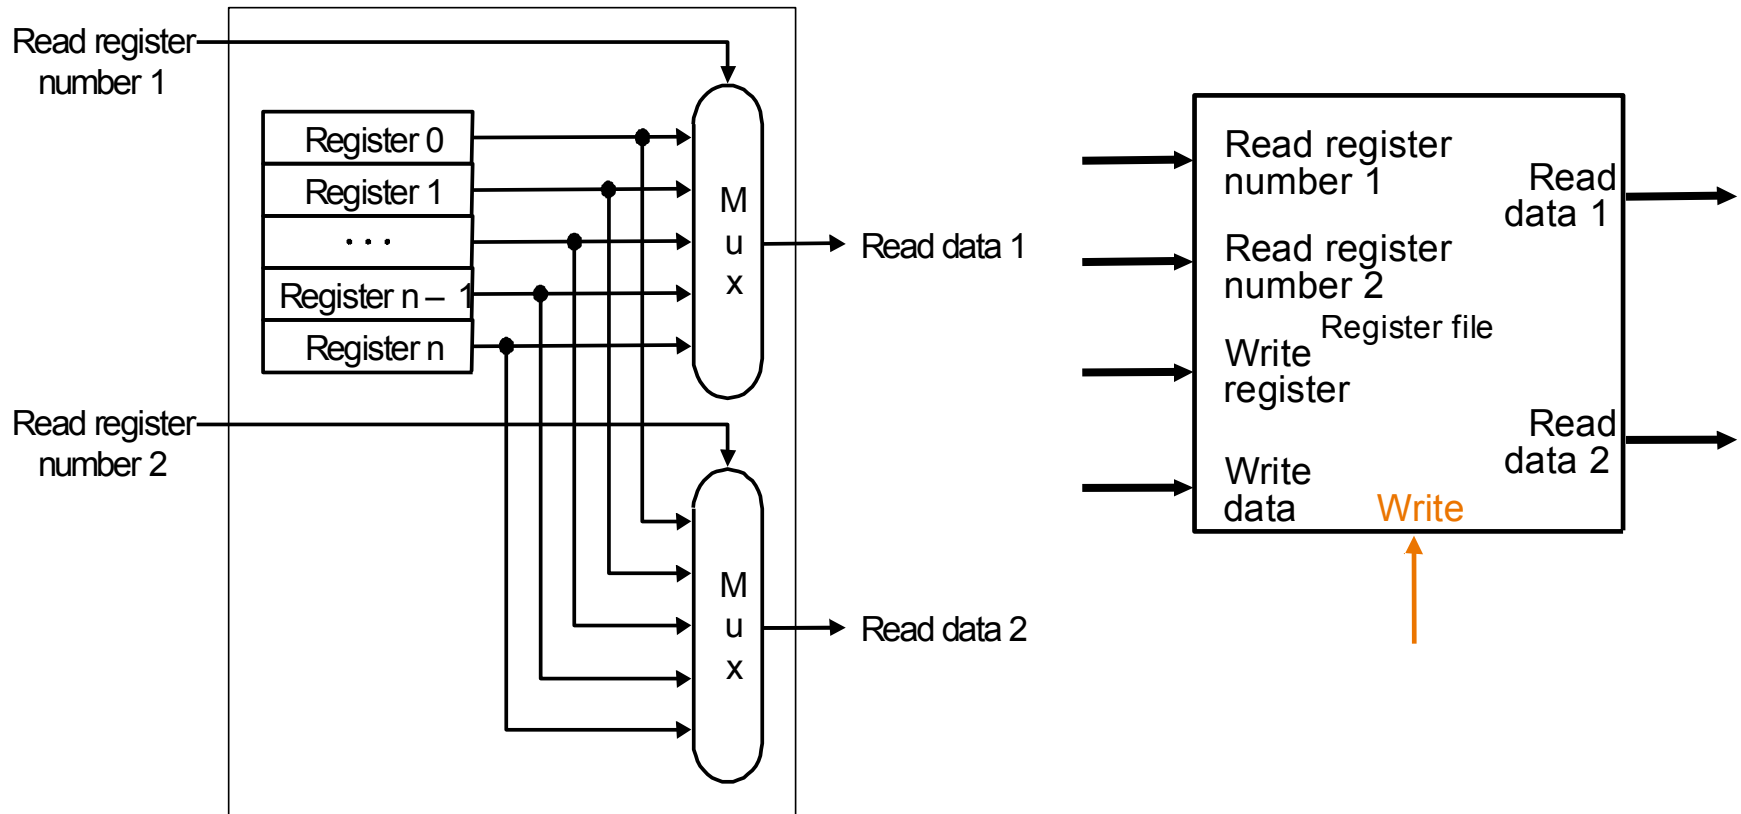 Read register
number 1
Register 0
Register 1
. . .
Register n – 1
Register n
M
u
x
Read data 1
Read register
number 2
M
u
x
Read data 2
Read register
number 1
Read
data 1
Read register
number 2
Register file
Write
register
Read
data 2
Write
data
Write